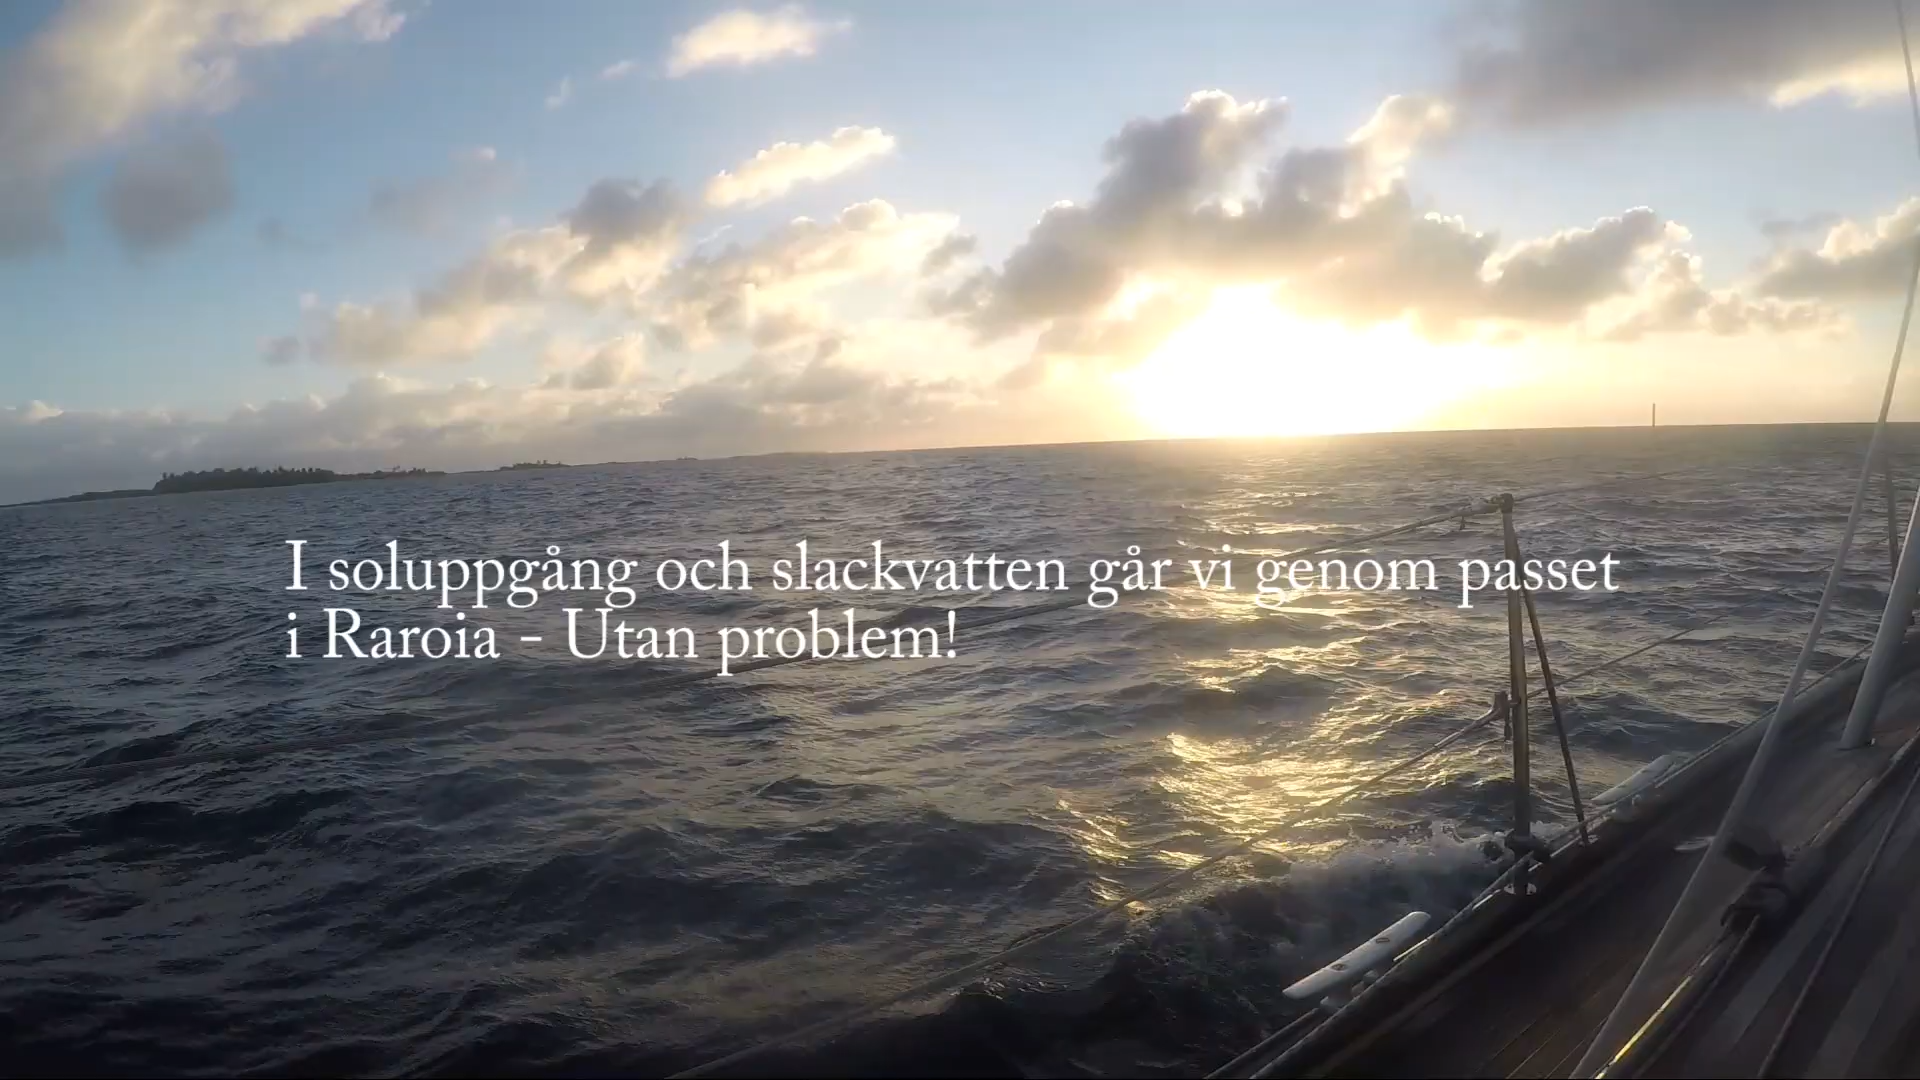 I soluppgång och slackvatten går vi genom passet
i Raroia - Utan problem!